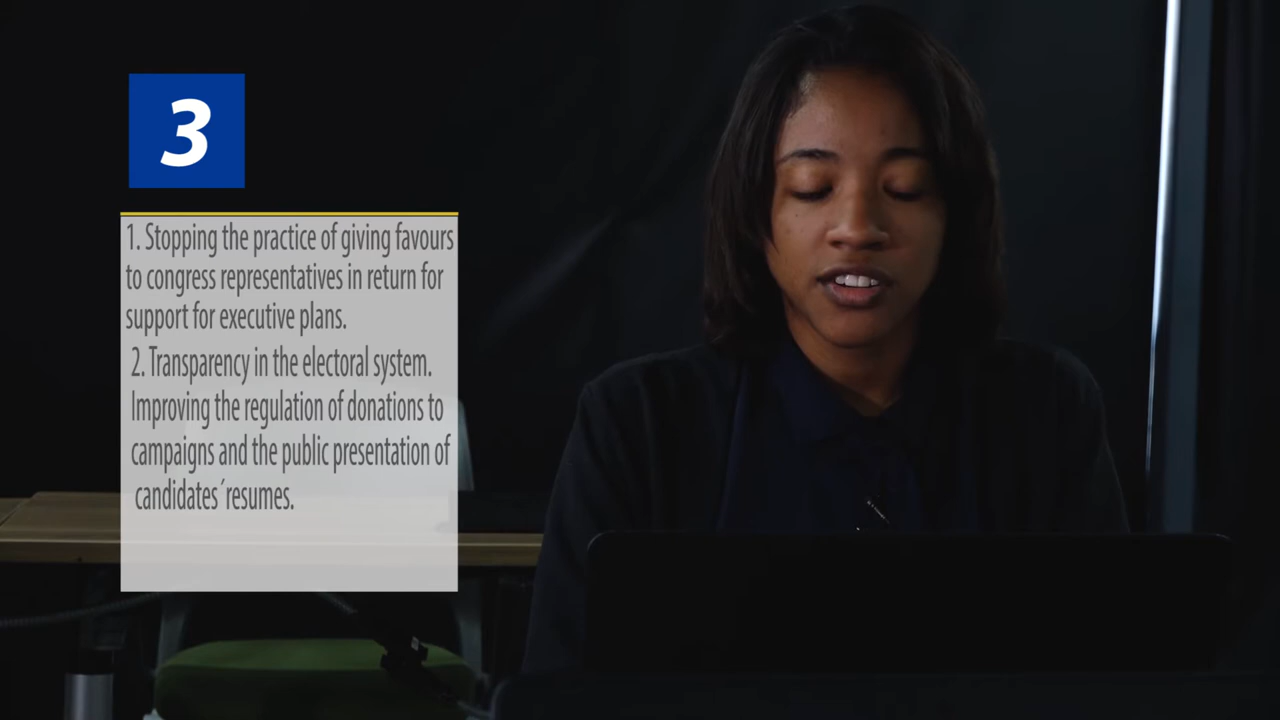 3
1. Stopping the practice of giving favours
to congress representatives in return for
support for executive plans.
2. Transparency in the electoral system.
Improving the regulation of donations to
campaigns and the public presentation of
candidates´resumes.